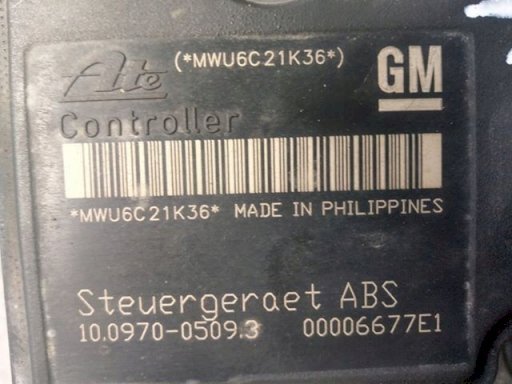 Ate (*MWU6C21K36*) GM
Controller
*MWU6C21K36* MADE IN PHILIPPINES
Steuergeraet ABS
10.0970-0509.3 00006677E1